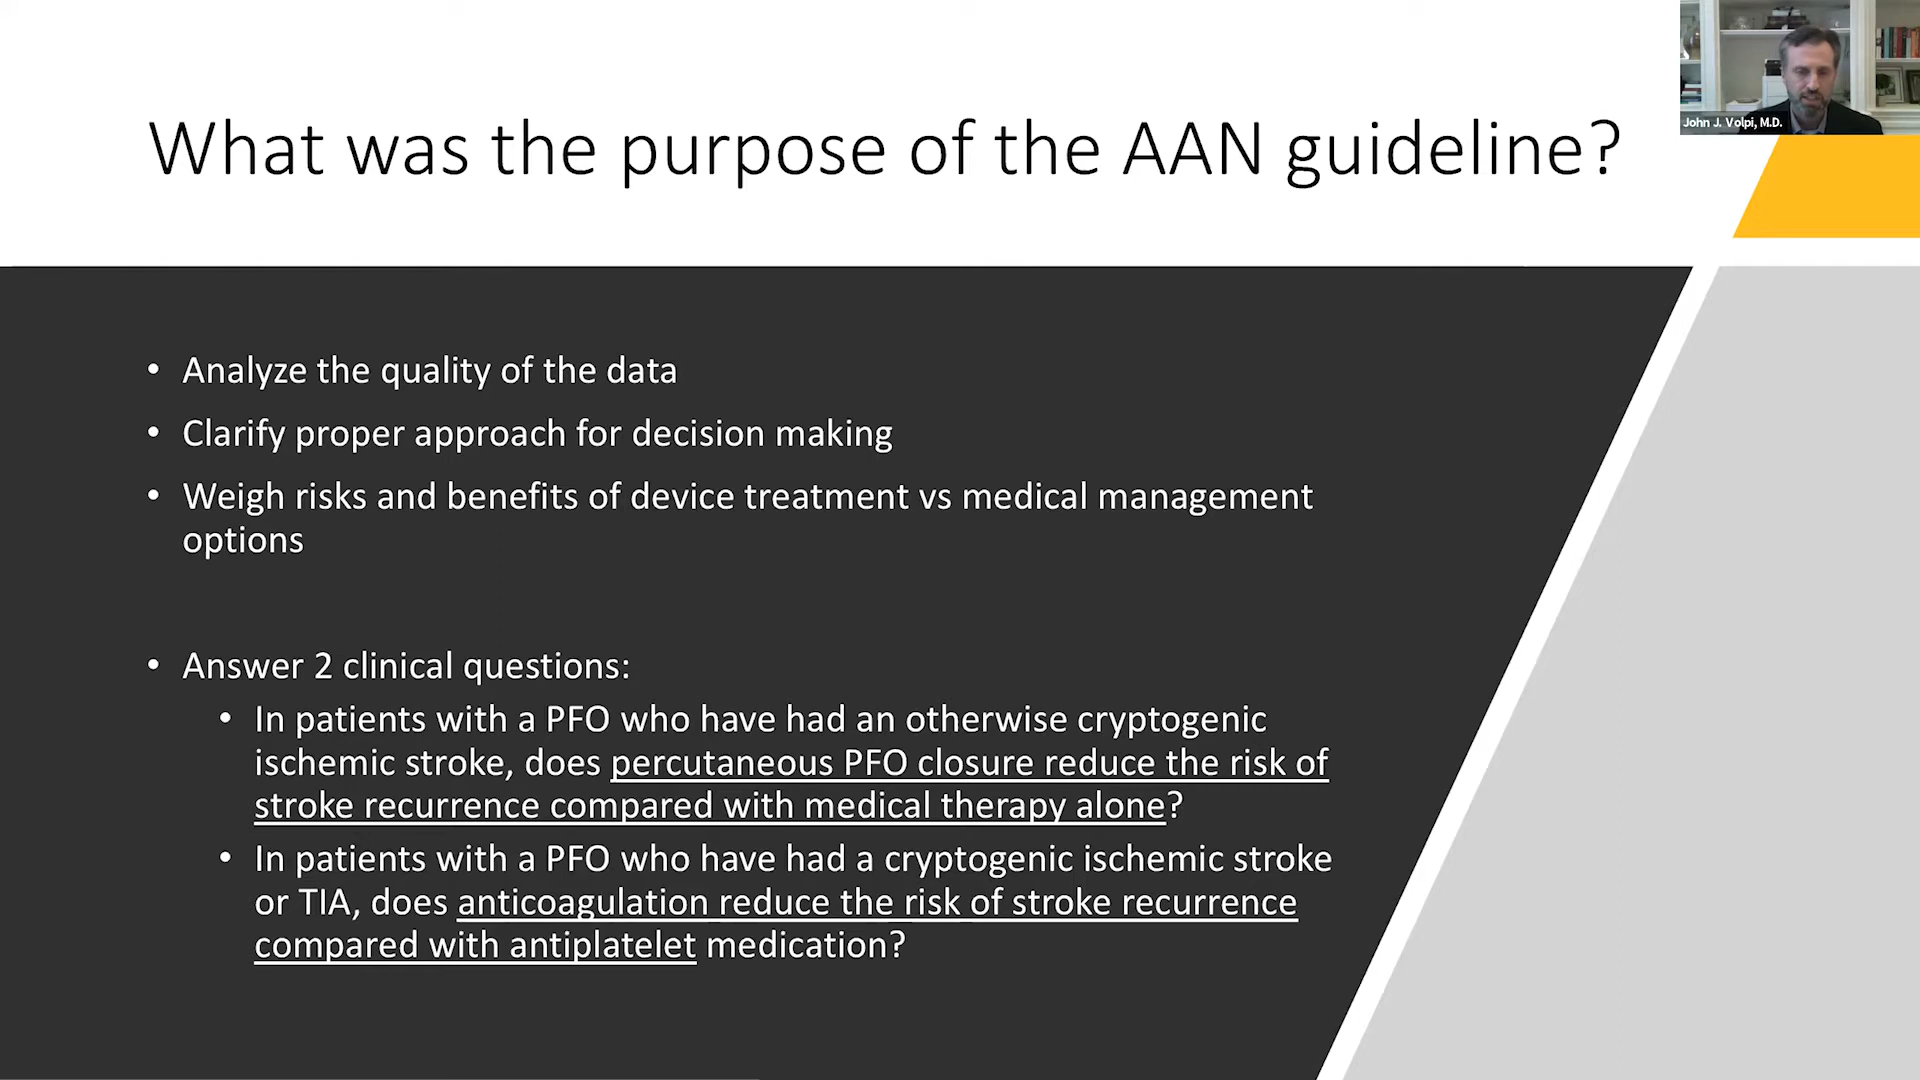 What was the purpose of the AAN guideline?
John J. Volpi, M.D.
• Analyze the quality of the data
• Clarify proper approach for decision making
• Weigh risks and benefits of device treatment vs medical management
options
• Answer 2 clinical questions:
• In patients with a PFO who have had an otherwise cryptogenic
ischemic stroke, does percutaneous PFO closure reduce the risk of
stroke recurrence compared with medical therapy alone?
• In patients with a PFO who have had a cryptogenic ischemic stroke
or TIA, does anticoagulation reduce the risk of stroke recurrence
compared with antiplatelet medication?